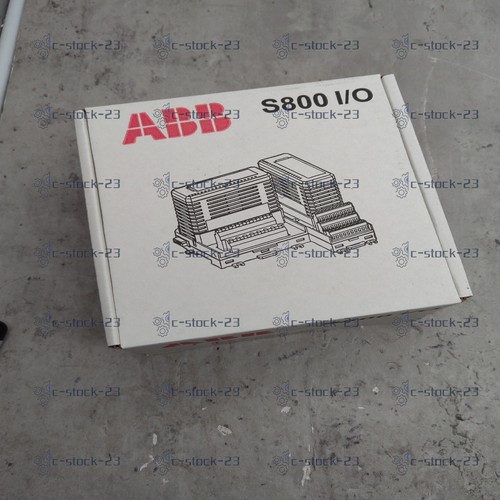 ABB
S800 I/O
c-stock-23